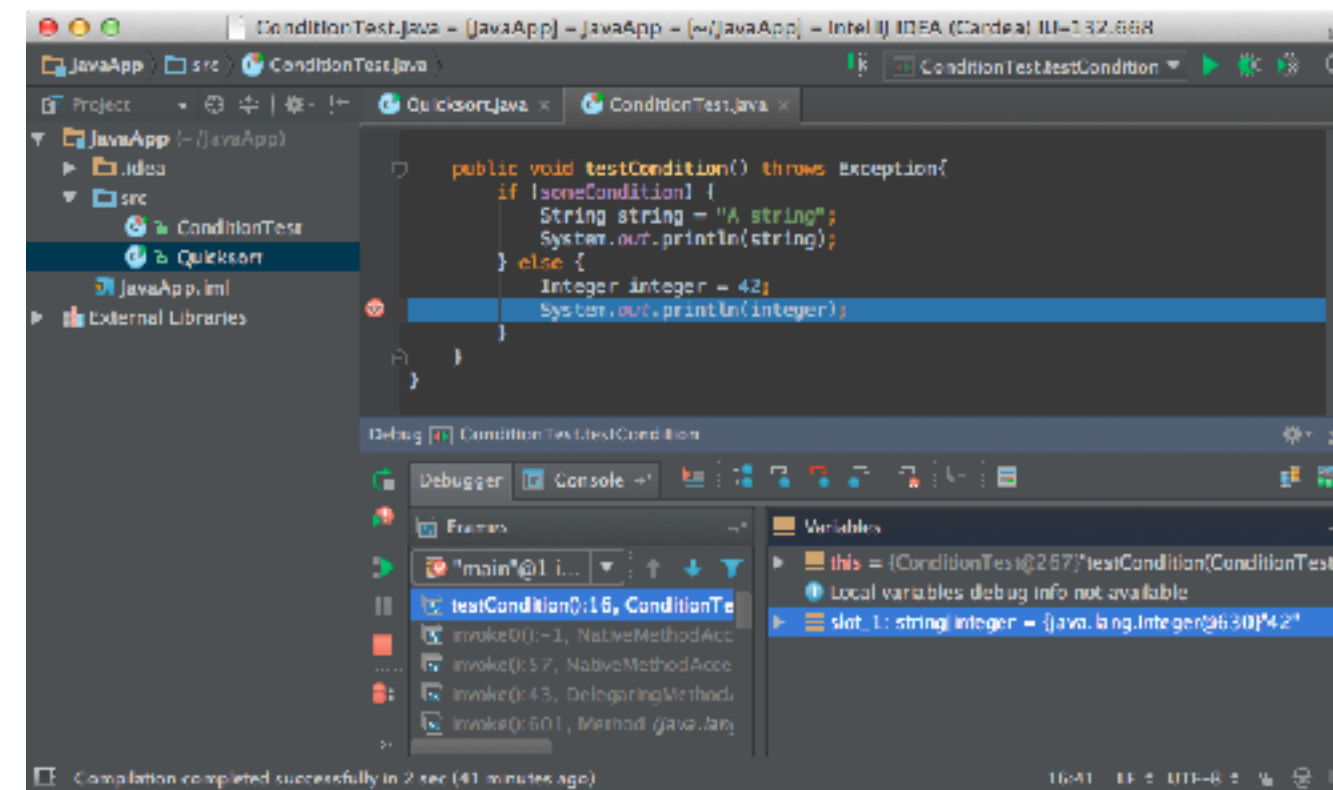 ConditionTest.java – [JavaApp] – JavaApp – [~/JavaApp] – IntelliJ IDEA (Cardea) IU–132.668
JavaApp src ConditionTest.java ConditionTest.testCondition
Project Quicksort.java ConditionTest.java
JavaApp (~/JavaApp)
.idea
src
ConditionTest
Quicksort
JavaApp.iml
External Libraries
public void testCondition() throws Exception{
if (someCondition) {
String string = "A string";
System.out.println(string);
} else {
Integer integer = 42;
System.out.println(integer);
}
}
}
Debug ConditionTest.testCondition
Debugger Console
Frames
"main"@1 i...
testCondition():16, ConditionTe
invoke0():–1, NativeMethodAcc
invoke():57, NativeMethodAcce
invoke():43, DelegatingMethodA
invoke():601, Method (java.lang
Variables
this = {ConditionTest@267}"testCondition(ConditionTest
Local variables debug info not available
slot_1: string|integer = {java.lang.Integer@630}"42"
Compilation completed successfully in 2 sec (41 minutes ago) 16:41 LF UTF–8